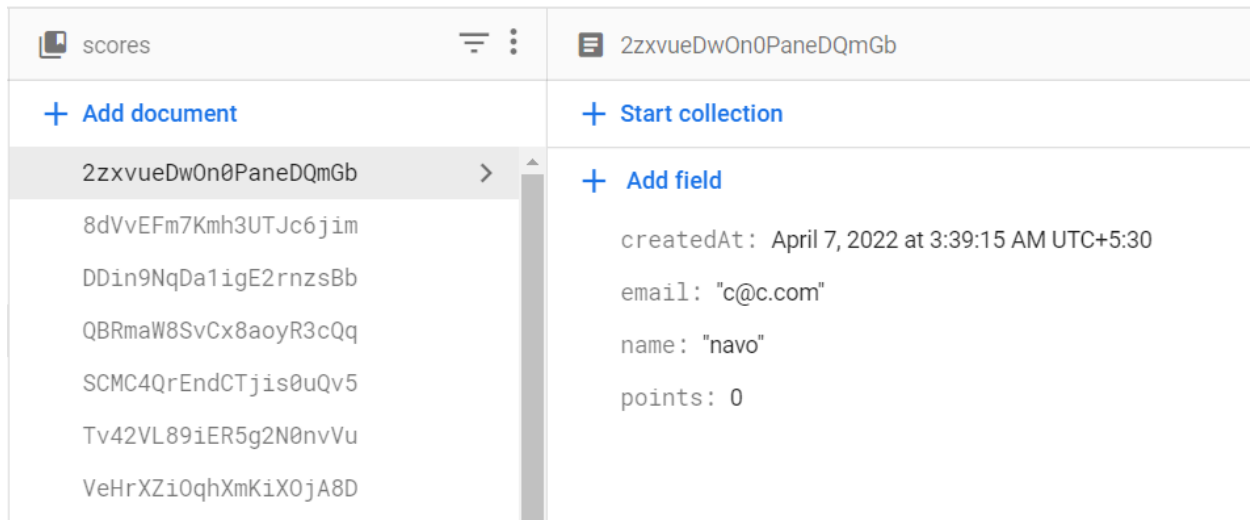 scores
Add document
2zxvueDwOn0PaneDQmGb
8dVvEFm7Kmh3UTJc6jim
DDin9NqDa1igE2rnzsBb
QBRmaW8SvCx8aoyR3cQq
SCMC4QrEndCTjis0uQv5
Tv42VL89iER5g2N0nvVu
VeHrXZiOqhXmKiXOjA8D
2zxvueDwOn0PaneDQmGb
Start collection
Add field
createdAt: April 7, 2022 at 3:39:15 AM UTC+5:30
email: "c@c.com"
name: "navo"
points: 0